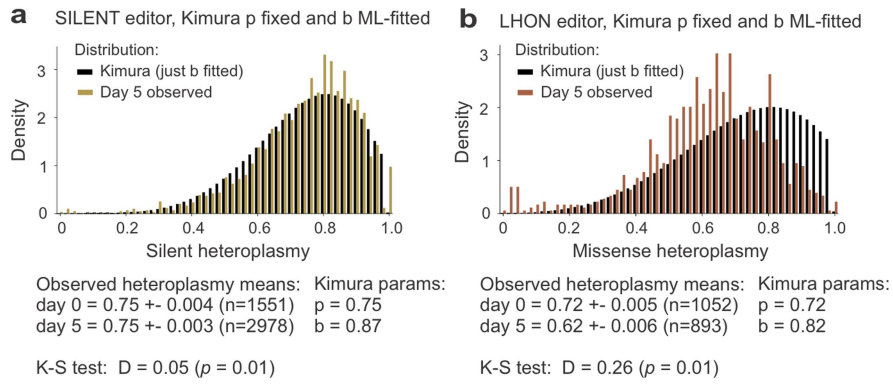 a SILENT editor, Kimura p fixed and b ML-fitted
Distribution:
Kimura (just b fitted)
Day 5 observed
Density
3
2
1
0
0 0.2 0.4 0.6 0.8 1.0
Silent heteroplasmy
Observed heteroplasmy means: Kimura params:
day 0 = 0.75 +- 0.004 (n=1551) p = 0.75
day 5 = 0.75 +- 0.003 (n=2978) b = 0.87
K-S test: D = 0.05 (p = 0.01)
b LHON editor, Kimura p fixed and b ML-fitted
Distribution:
Kimura (just b fitted)
Day 5 observed
Density
3
2
1
0
0 0.2 0.4 0.6 0.8 1.0
Missense heteroplasmy
Observed heteroplasmy means: Kimura params:
day 0 = 0.72 +- 0.005 (n=1052) p = 0.72
day 5 = 0.62 +- 0.006 (n=893) b = 0.82
K-S test: D = 0.26 (p = 0.01)